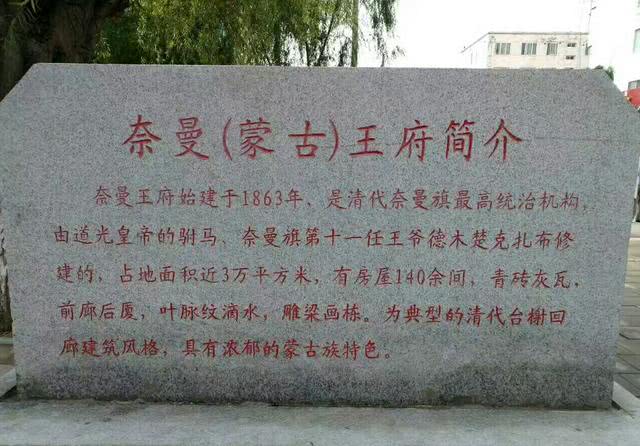 奈曼(蒙古)王府简介
奈曼王府始建于1863年、是清代奈曼旗最高统治机构,
由道光皇帝的驸马、奈曼旗第十一任王爷德木楚克扎布修
建的,占地面积近3万平方米,有房屋140余间,青砖灰瓦,
前廊后厦,叶脉纹滴水,雕梁画栋。为典型的清代台榭回
廊建筑风格,具有浓郁的蒙古族特色。